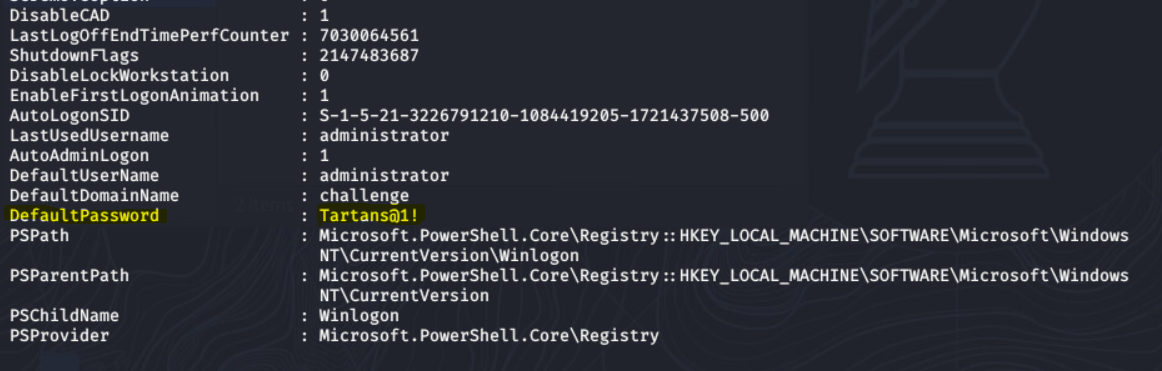 DisableCAD : 1
LastLogOffEndTimePerfCounter : 7030064561
ShutdownFlags : 2147483687
DisableLockWorkstation : 0
EnableFirstLogonAnimation : 1
AutoLogonSID : S-1-5-21-3226791210-1084419205-1721437508-500
LastUsedUsername : administrator
AutoAdminLogon : 1
DefaultUserName : administrator
DefaultDomainName : challenge
DefaultPassword : Tartans@1!
PSPath : Microsoft.PowerShell.Core\Registry::HKEY_LOCAL_MACHINE\SOFTWARE\Microsoft\Windows
NT\CurrentVersion\Winlogon
PSParentPath : Microsoft.PowerShell.Core\Registry::HKEY_LOCAL_MACHINE\SOFTWARE\Microsoft\Windows
NT\CurrentVersion
PSChildName : Winlogon
PSProvider : Microsoft.PowerShell.Core\Registry